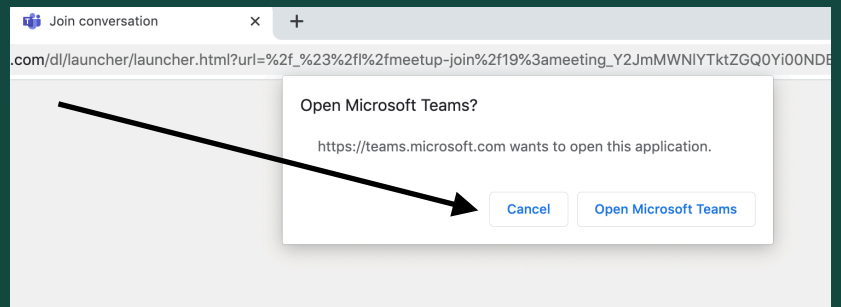 Join conversation
.com/dl/launcher/launcher.html?url=%2f_%23%2fl%2fmeetup-join%2f19%3ameeting_Y2JmMWNlYTktZGQ0Yi00NDE
Open Microsoft Teams?
https://teams.microsoft.com wants to open this application.
Cancel Open Microsoft Teams